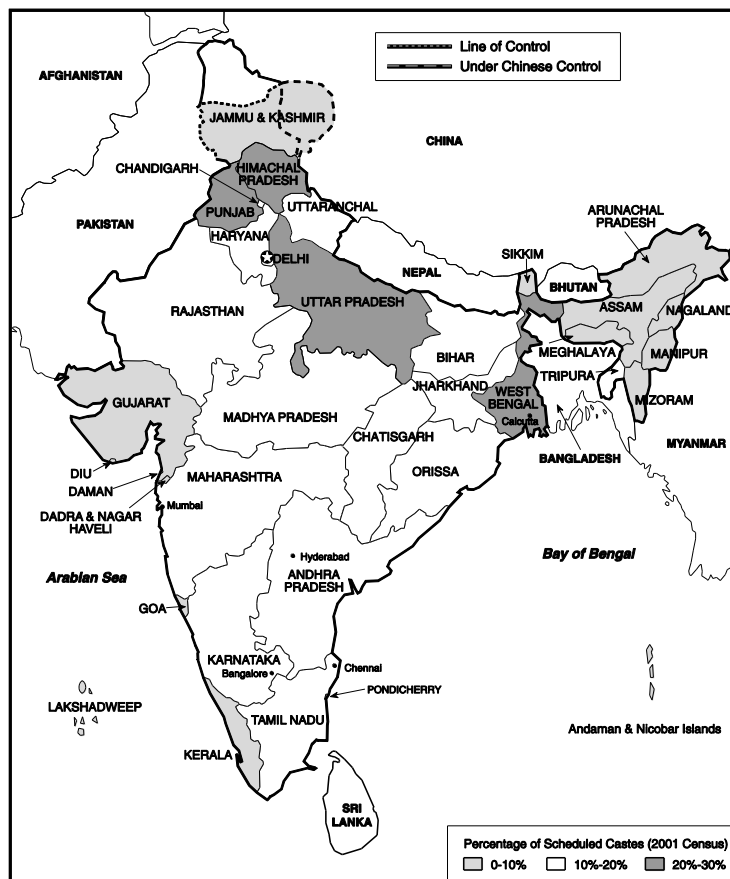 Line of Control
Under Chinese Control
AFGHANISTAN
JAMMU & KASHMIR
CHINA
CHANDIGARH
HIMACHAL
PRADESH
PUNJAB
UTTARANCHAL
PAKISTAN
HARYANA
DELHI
ARUNACHAL
PRADESH
SIKKIM
NEPAL
BHUTAN
RAJASTHAN
UTTAR PRADESH
ASSAM
NAGALAND
BIHAR
MEGHALAYA
MANIPUR
TRIPURA
JHARKHAND
WEST
BENGAL
Calcutta
MIZORAM
GUJARAT
MADHYA PRADESH
CHATISGARH
MYANMAR
BANGLADESH
DIU
DAMAN
MAHARASHTRA
ORISSA
DADRA & NAGAR
HAVELI
Mumbai
Hyderabad
Bay of Bengal
Arabian Sea
ANDHRA
PRADESH
GOA
KARNATAKA
Bangalore
Chennai
PONDICHERRY
LAKSHADWEEP
TAMIL NADU
Andaman & Nicobar Islands
KERALA
SRI
LANKA
Percentage of Scheduled Castes (2001 Census)
0-10% 10%-20% 20%-30%